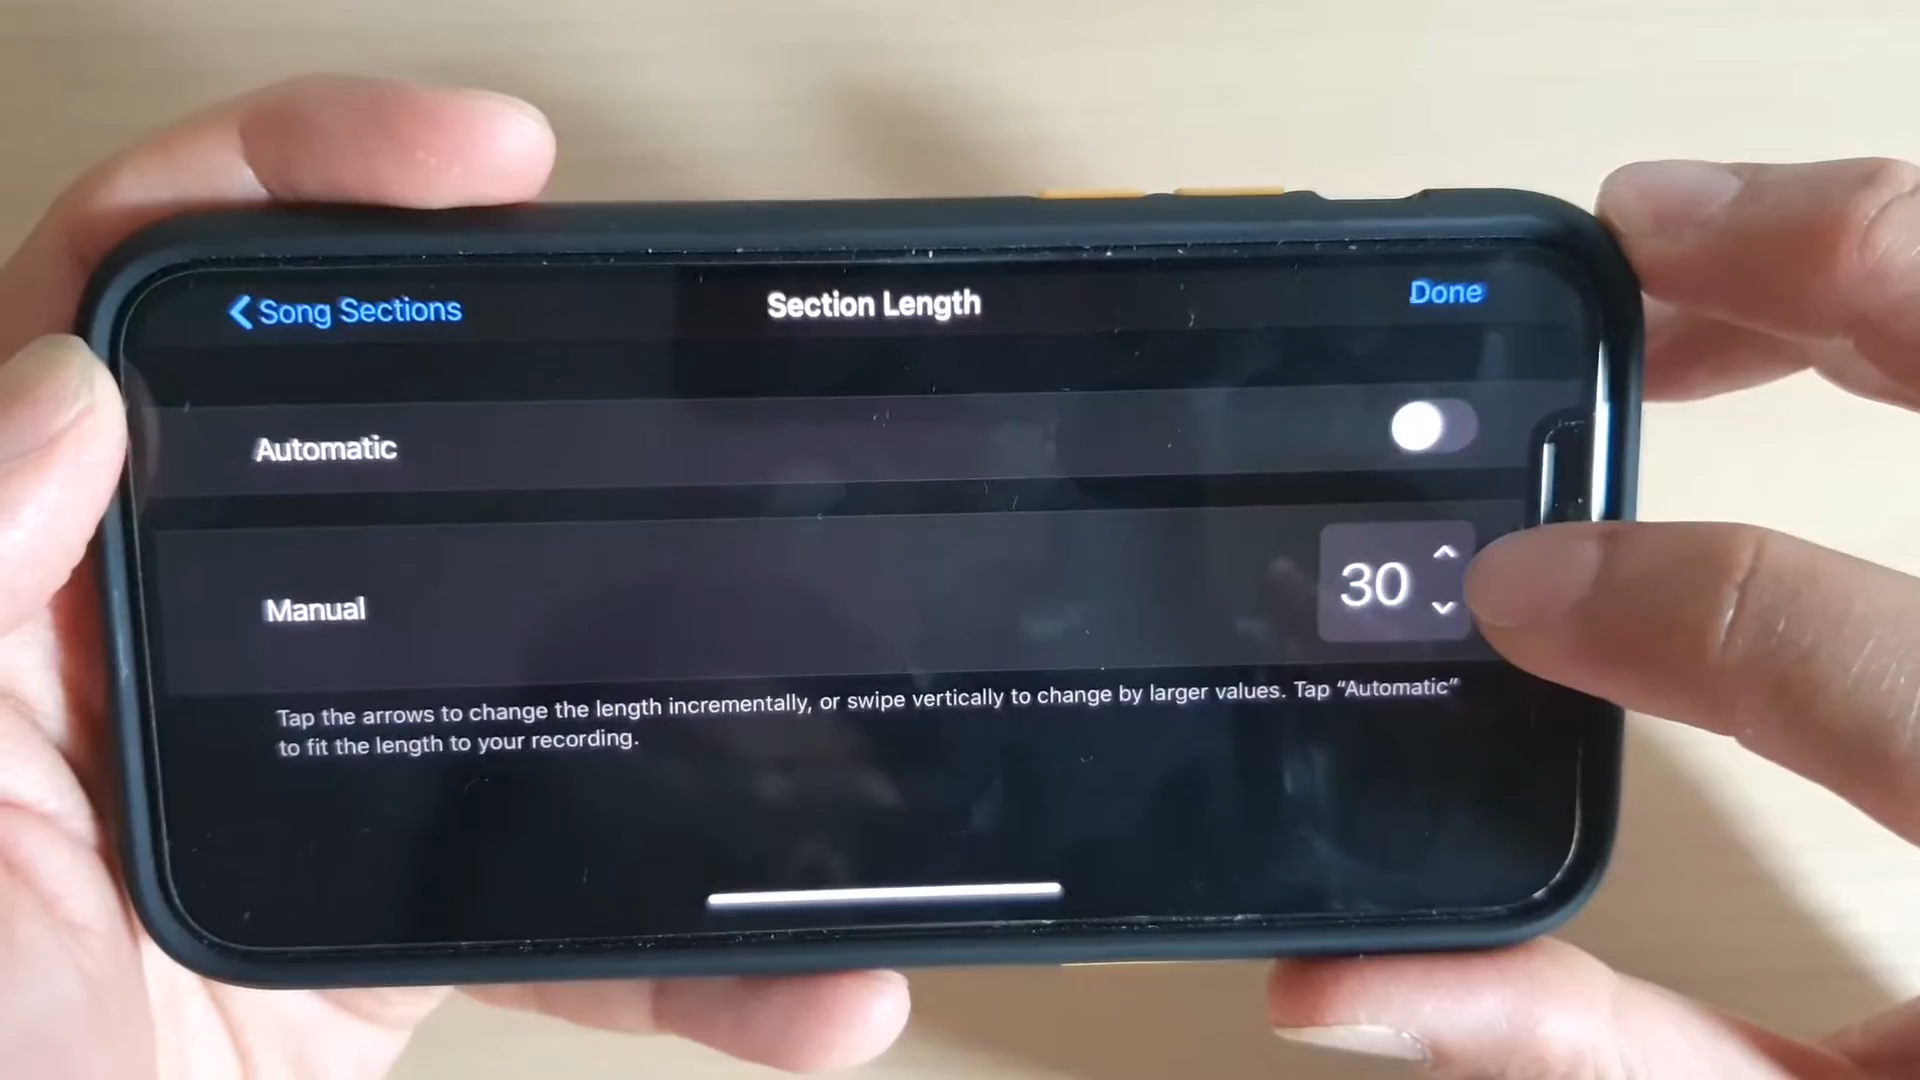 Song Sections
Section Length
Done
Automatic
Manual
30
Tap the arrows to change the length incrementally, or swipe vertically to change by larger values. Tap “Automatic”
to fit the length to your recording.